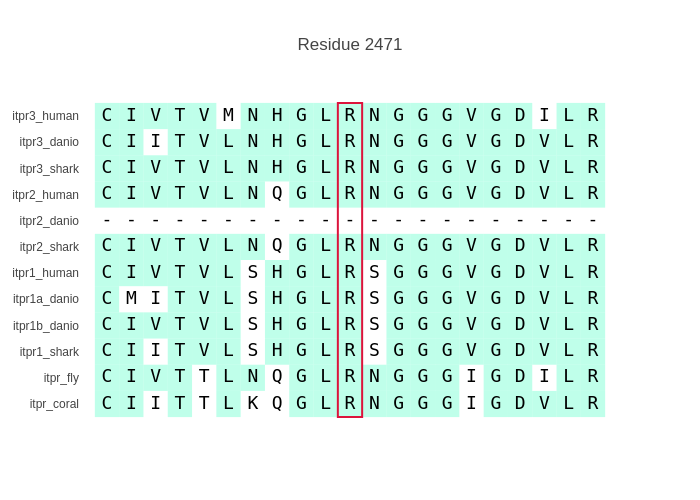 Residue 2471
itpr3_human C I V T V M N H G L R N G G G V G D I L R
itpr3_danio C I I T V L N H G L R N G G G V G D V L R
itpr3_shark C I V T V L N H G L R N G G G V G D V L R
itpr2_human C I V T V L N Q G L R N G G G V G D V L R
itpr2_danio - - - - - - - - - - - - - - - - - - - - -
itpr2_shark C I V T V L N Q G L R N G G G V G D V L R
itpr1_human C I V T V L S H G L R S G G G V G D V L R
itpr1a_danio C M I T V L S H G L R S G G G V G D V L R
itpr1b_danio C I V T V L S H G L R S G G G V G D V L R
itpr1_shark C I I T V L S H G L R S G G G V G D V L R
itpr_fly C I V T T L N Q G L R N G G G I G D I L R
itpr_coral C I I T T L K Q G L R N G G G I G D V L R